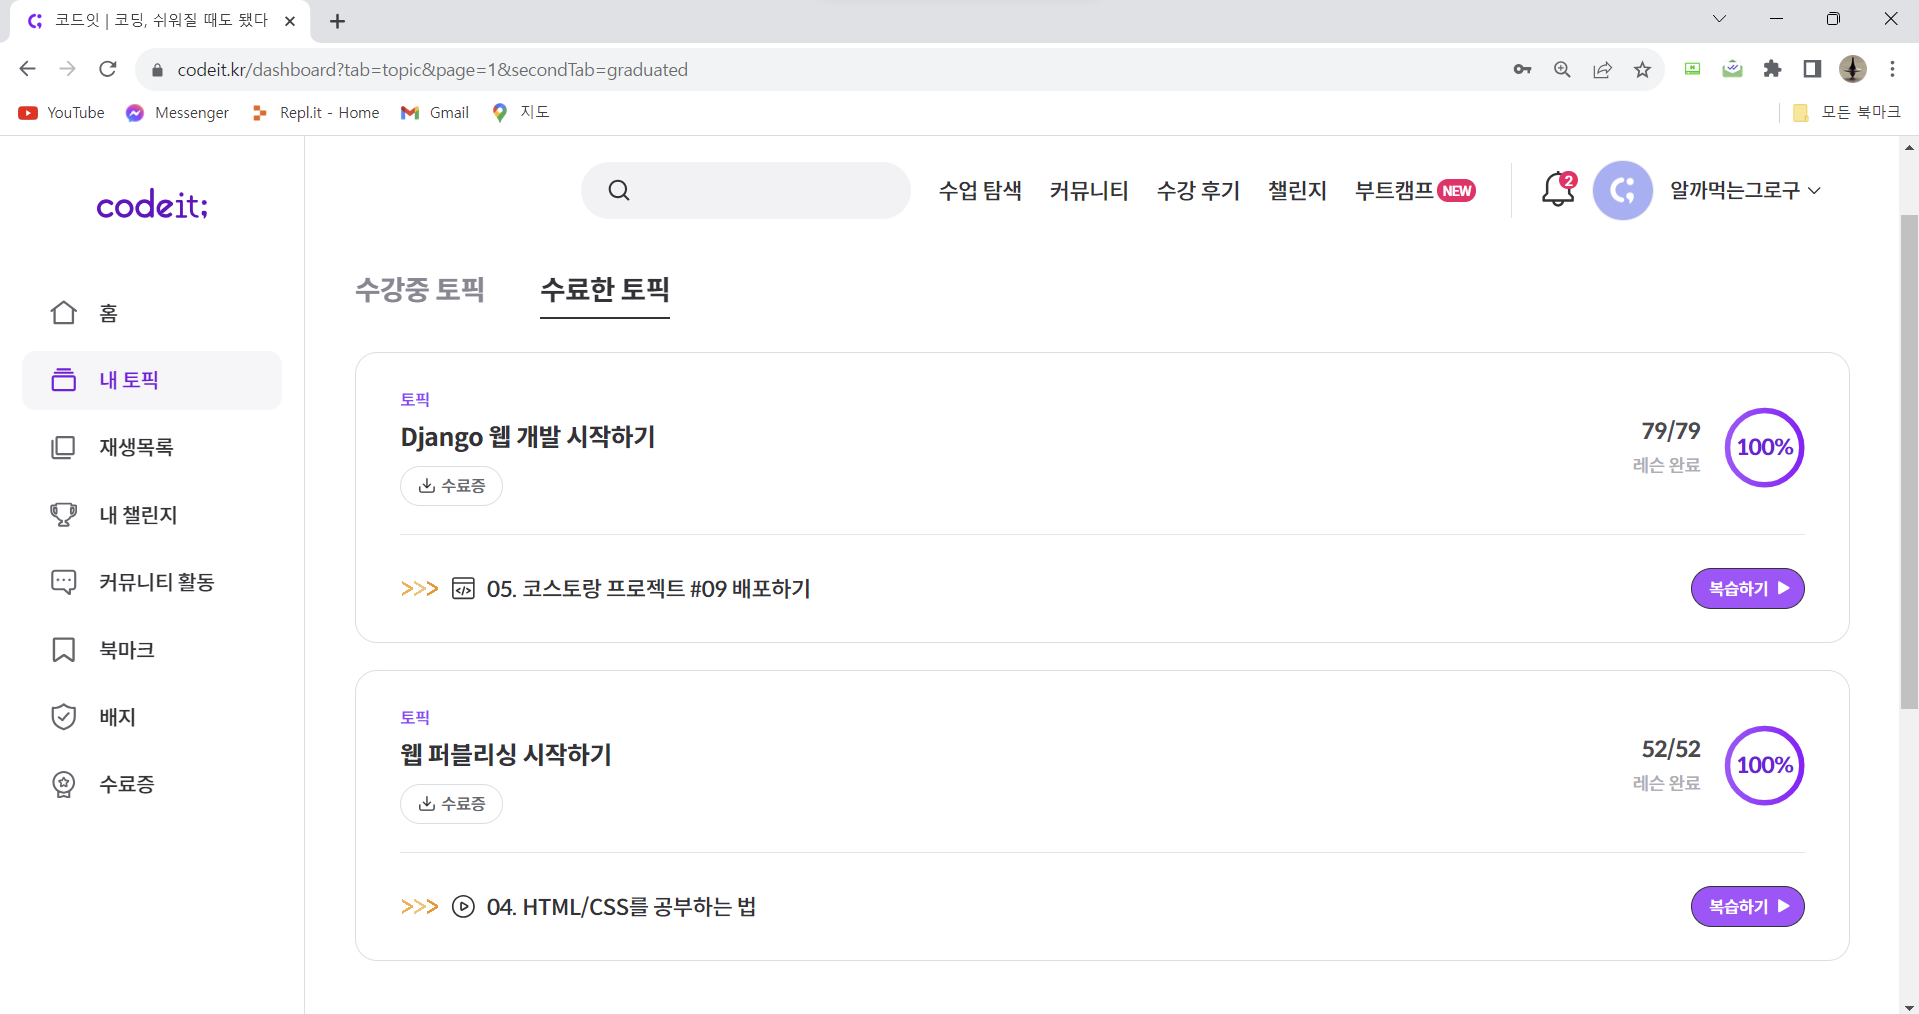 코드잇 | 코딩, 쉬워질 때도 됐다
codeit.kr/dashboard?tab=topic&page=1&secondTab=graduated
YouTube
Messenger
Repl.it - Home
Gmail
지도
모든 북마크
codeit;
수업 탐색
커뮤니티
수강 후기
챌린지
부트캠프 NEW
2
알까먹는그로구
홈
내 토픽
재생목록
내 챌린지
커뮤니티 활동
북마크
배지
수료증
수강중 토픽
수료한 토픽
토픽
Django 웹 개발 시작하기
수료증
79/79
레슨 완료
100%
05. 코스토랑 프로젝트 #09 배포하기
복습하기
토픽
웹 퍼블리싱 시작하기
수료증
52/52
레슨 완료
100%
04. HTML/CSS를 공부하는 법
복습하기